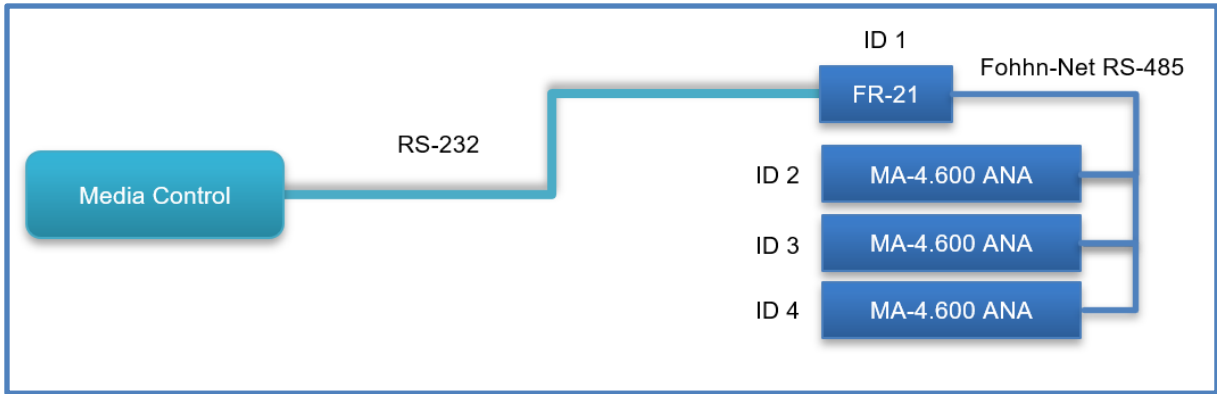 ID 1
Fohhn-Net RS-485
FR-21
RS-232
Media Control
ID 2
MA-4.600 ANA
ID 3
MA-4.600 ANA
ID 4
MA-4.600 ANA